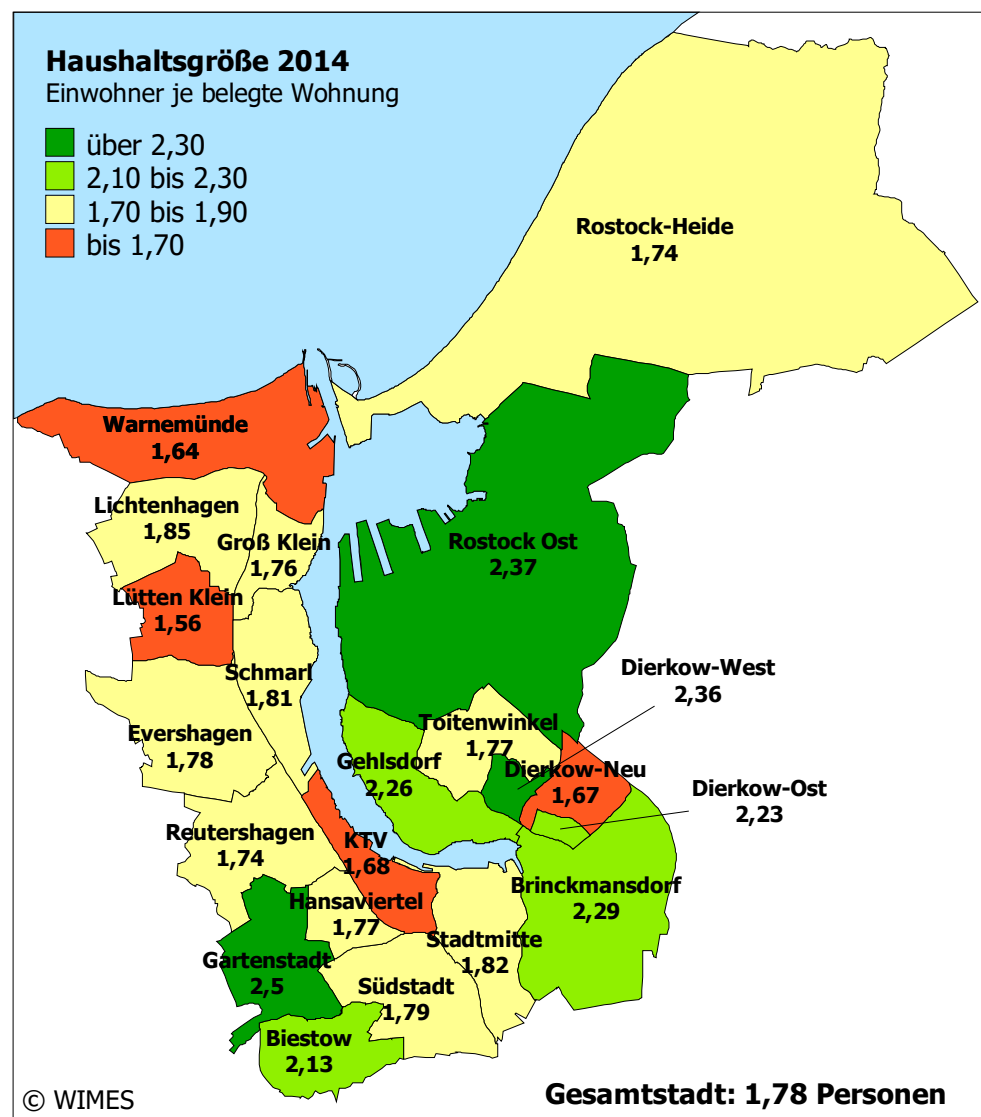 Haushaltsgröße 2014
Einwohner je belegte Wohnung
über 2,30
2,10 bis 2,30
1,70 bis 1,90
bis 1,70
Rostock-Heide
1,74
Warnemünde
1,64
Lichtenhagen
1,85
Groß Klein
1,76
Rostock Ost
2,37
Lütten Klein
1,56
Schmarl
1,81
Dierkow-West
2,36
Evershagen
1,78
Toitenwinkel
1,77
Gehlsdorf
2,26
Dierkow-Neu
1,67
Dierkow-Ost
2,23
Reutershagen
1,74
KTV
1,68
Hansaviertel
1,77
Brinckmansdorf
2,29
Stadtmitte
1,82
Gartenstadt
2,5
Südstadt
1,79
Biestow
2,13
© WIMES
Gesamtstadt: 1,78 Personen